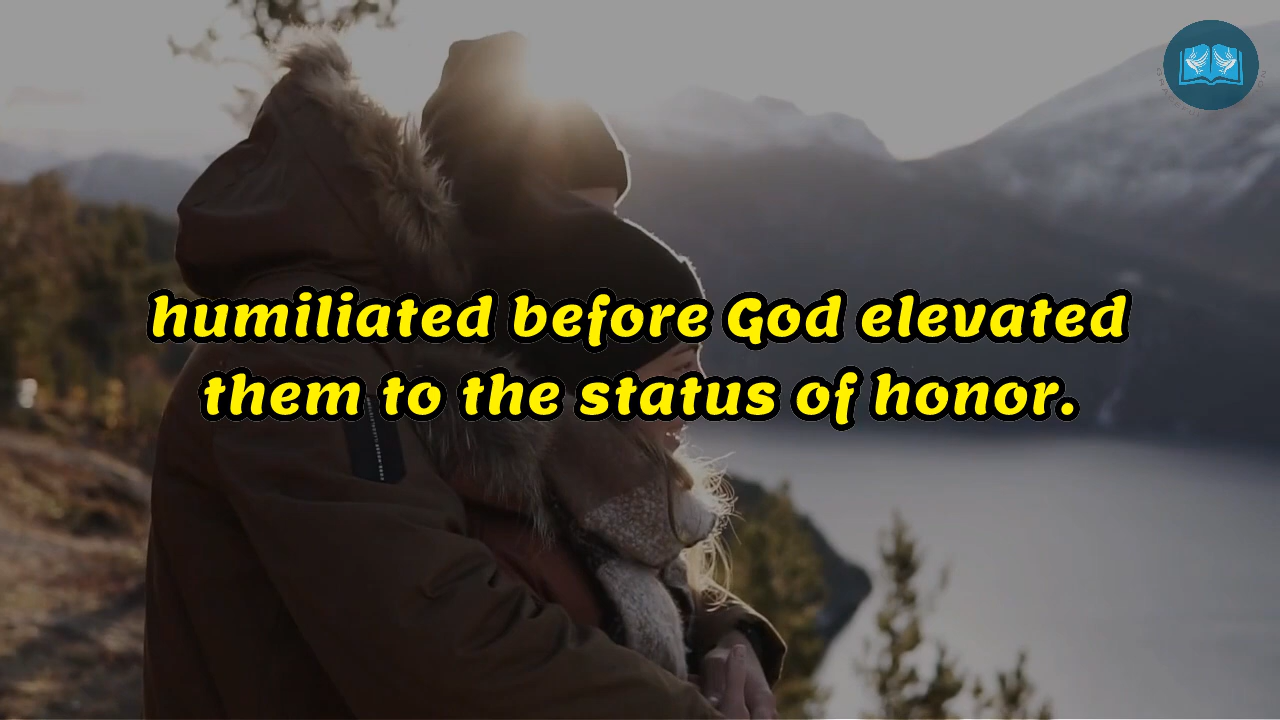 humiliated before God elevated
them to the status of honor.